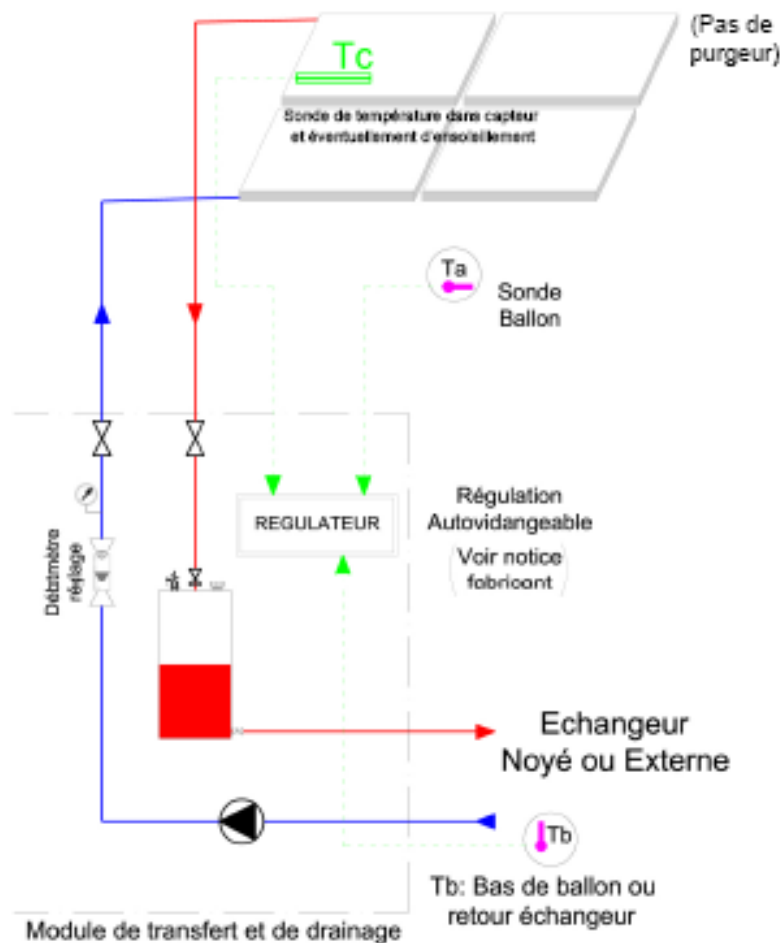 (Pas de
purgeur)
Tc
Sonde de température dans capteur
et éventuellement d'ensoleillement
Ta
Sonde
Ballon
REGULATEUR
Régulation
Autovidangeable
Voir notice
fabricant
Débitmètre
réglage
Echangeur
Noyé ou Externe
Tb
Tb: Bas de ballon ou
retour échangeur
Module de transfert et de drainage